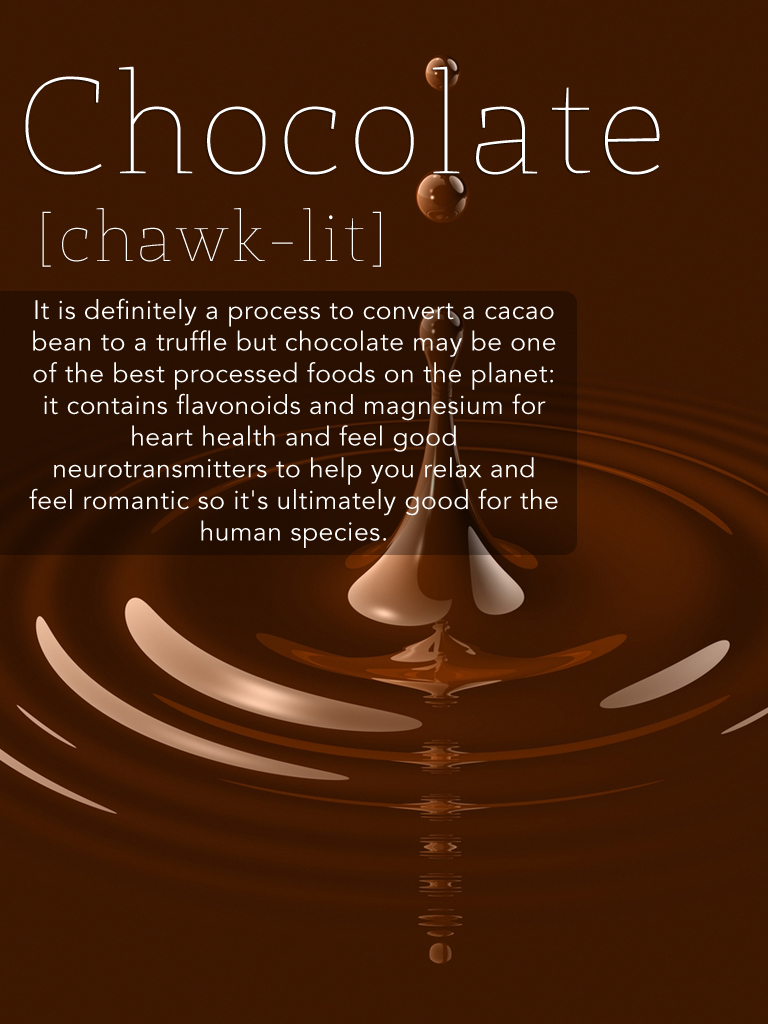 Chocolate
[chawk-lit]
It is definitely a process to convert a cacao
bean to a truffle but chocolate may be one
of the best processed foods on the planet:
it contains flavonoids and magnesium for
heart health and feel good
neurotransmitters to help you relax and
feel romantic so it's ultimately good for the
human species.